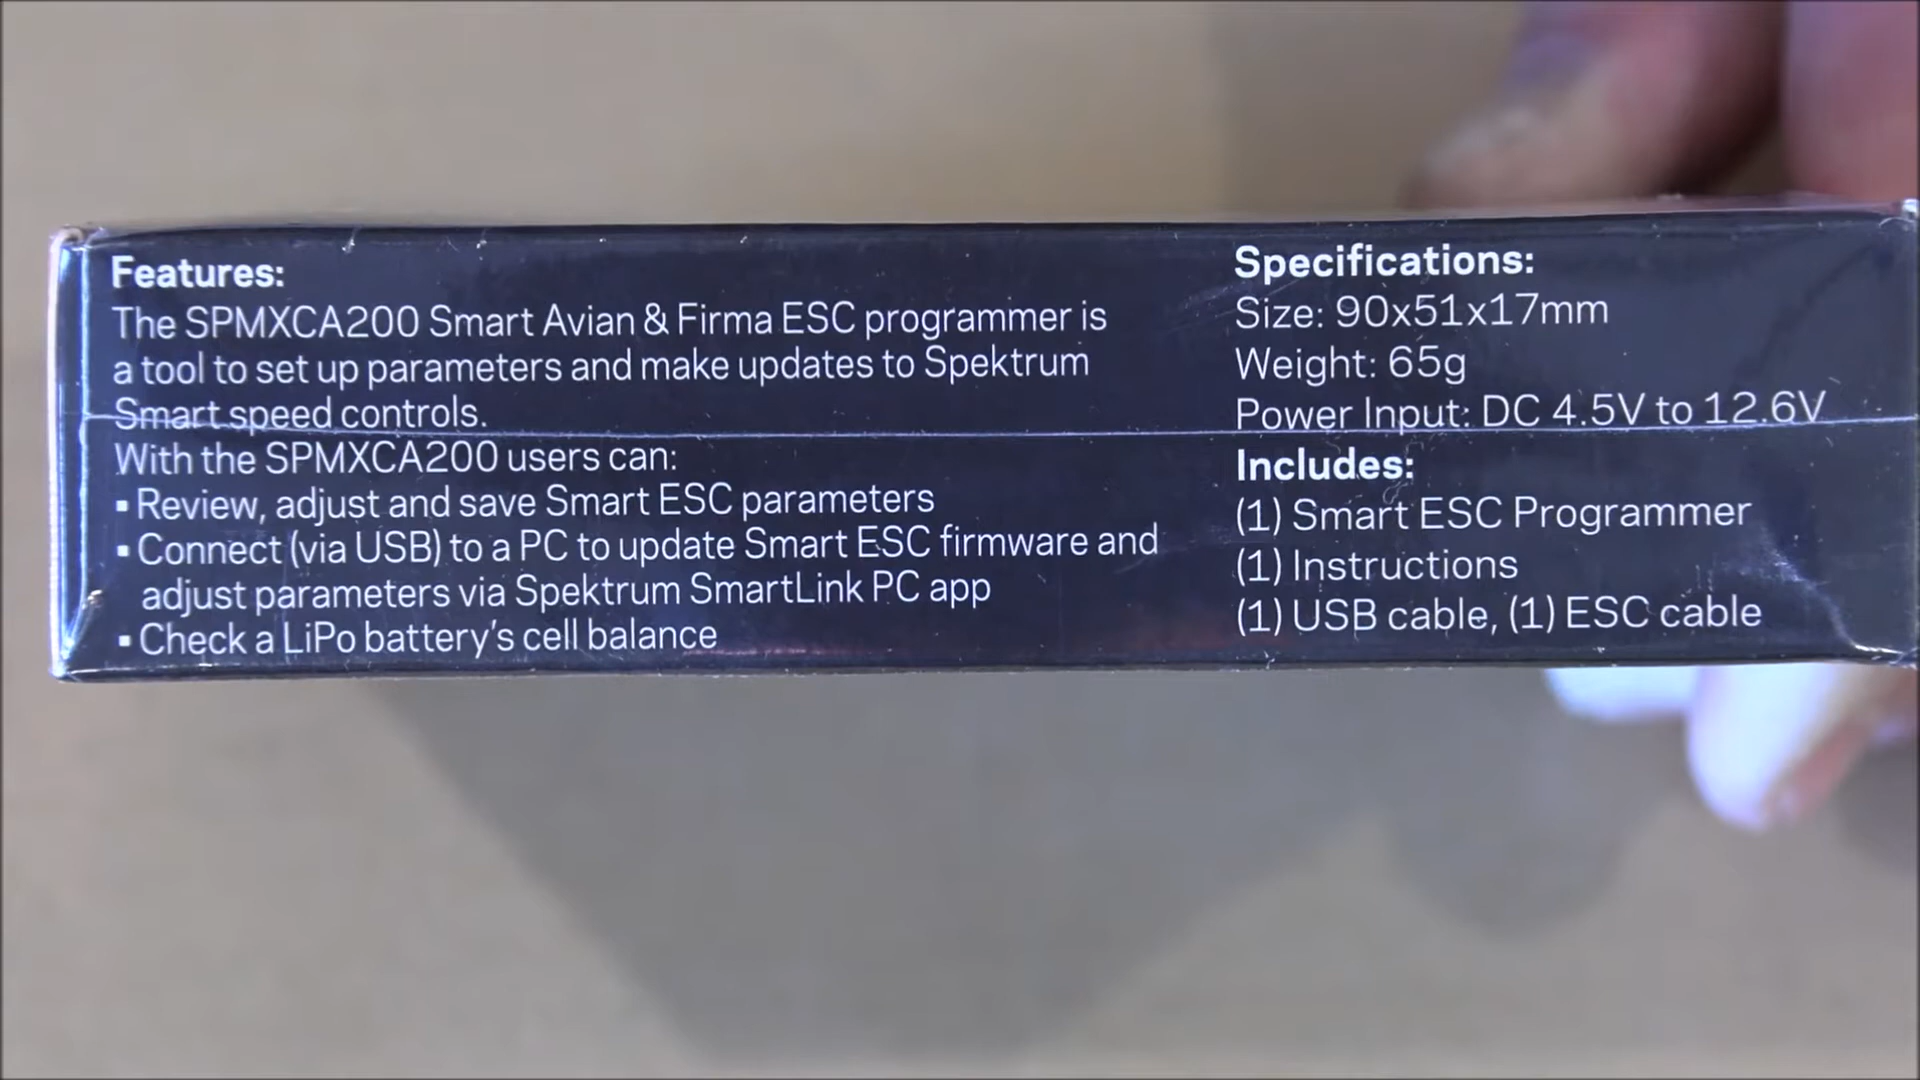 Features:
The SPMXCA200 Smart Avian & Firma ESC programmer is
a tool to set up parameters and make updates to Spektrum
Smart speed controls.
With the SPMXCA200 users can:
▪ Review, adjust and save Smart ESC parameters
▪ Connect (via USB) to a PC to update Smart ESC firmware and
adjust parameters via Spektrum SmartLink PC app
▪ Check a LiPo battery's cell balance
Specifications:
Size: 90x51x17mm
Weight: 65g
Power Input: DC 4.5V to 12.6V
Includes:
(1) Smart ESC Programmer
(1) Instructions
(1) USB cable, (1) ESC cable